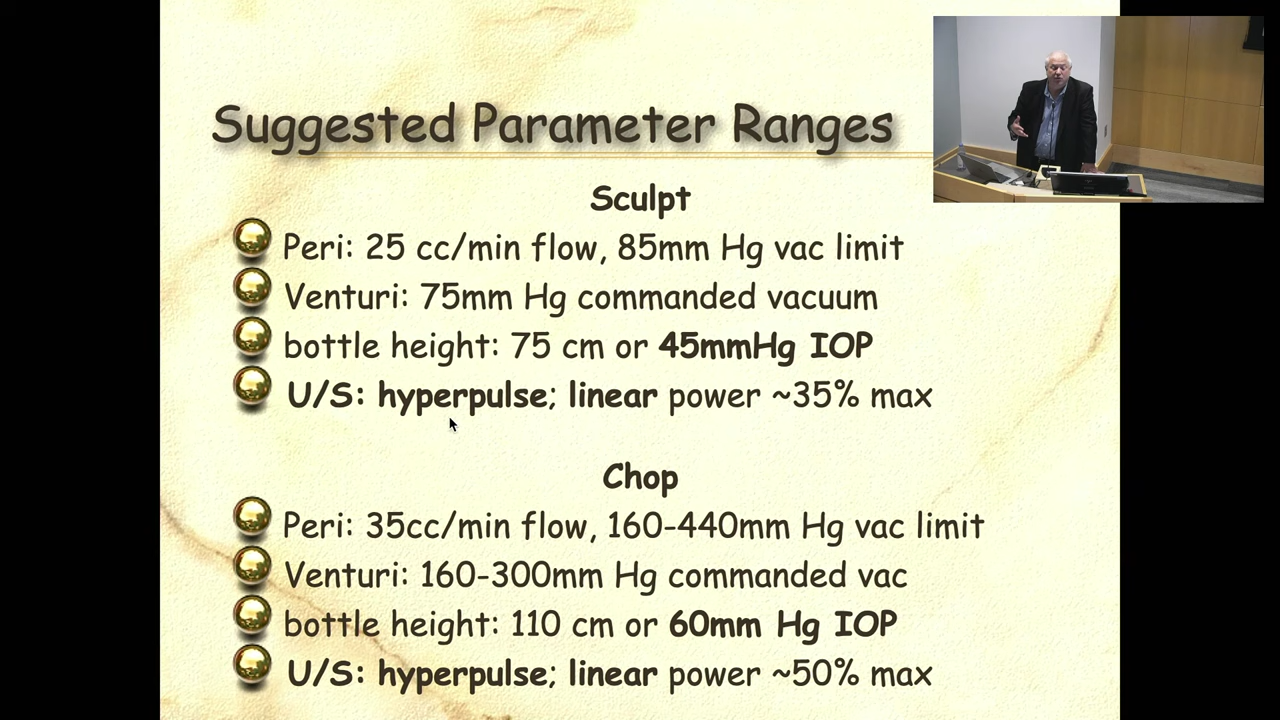 Suggested Parameter Ranges
Sculpt
Peri: 25 cc/min flow, 85mm Hg vac limit
Venturi: 75mm Hg commanded vacuum
bottle height: 75 cm or 45mmHg IOP
U/S: hyperpulse; linear power ~35% max
Chop
Peri: 35cc/min flow, 160-440mm Hg vac limit
Venturi: 160-300mm Hg commanded vac
bottle height: 110 cm or 60mm Hg IOP
U/S: hyperpulse; linear power ~50% max